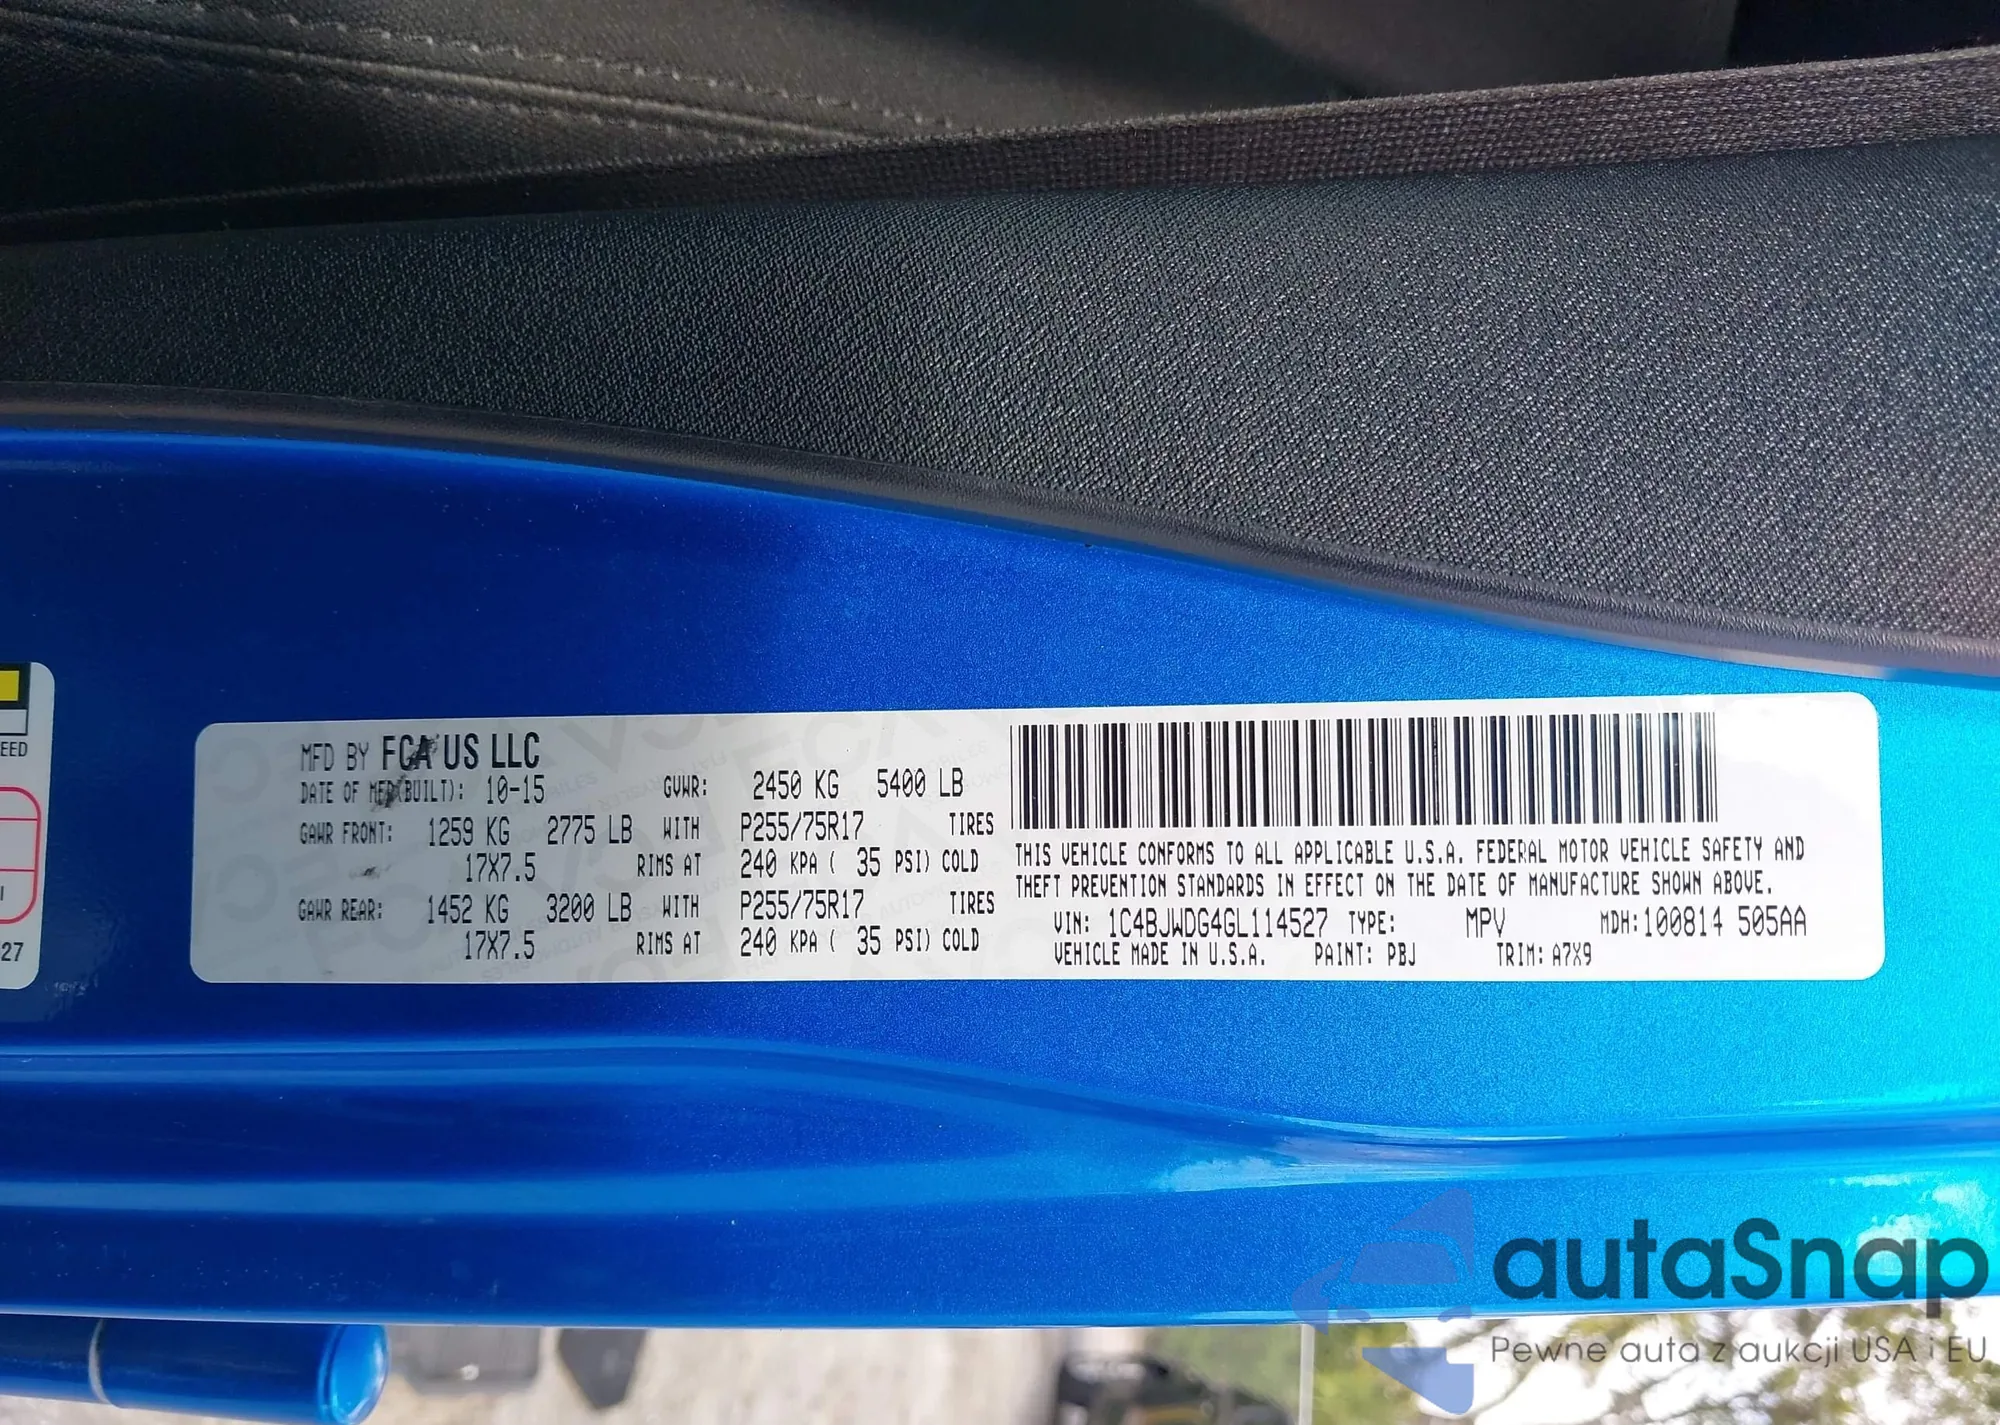 MFD BY FCA US LLC
DATE OF MFR(BUILT): 10-15 GVWR: 2450 KG 5400 LB
GAWR FRONT: 1259 KG 2775 LB WITH P255/75R17 TIRES
17X7.5 RIMS AT 240 KPA ( 35 PSI) COLD
GAWR REAR: 1452 KG 3200 LB WITH P255/75R17 TIRES
17X7.5 RIMS AT 240 KPA ( 35 PSI) COLD
THIS VEHICLE CONFORMS TO ALL APPLICABLE U.S.A. FEDERAL MOTOR VEHICLE SAFETY AND
THEFT PREVENTION STANDARDS IN EFFECT ON THE DATE OF MANUFACTURE SHOWN ABOVE.
VIN: 1C4BJWDG4GL114527 TYPE: MPV MDH:100814 505AA
VEHICLE MADE IN U.S.A. PAINT: PBJ TRIM: A7X9
EED
27
autaSnap
Pewne auta z aukcji USA i EU